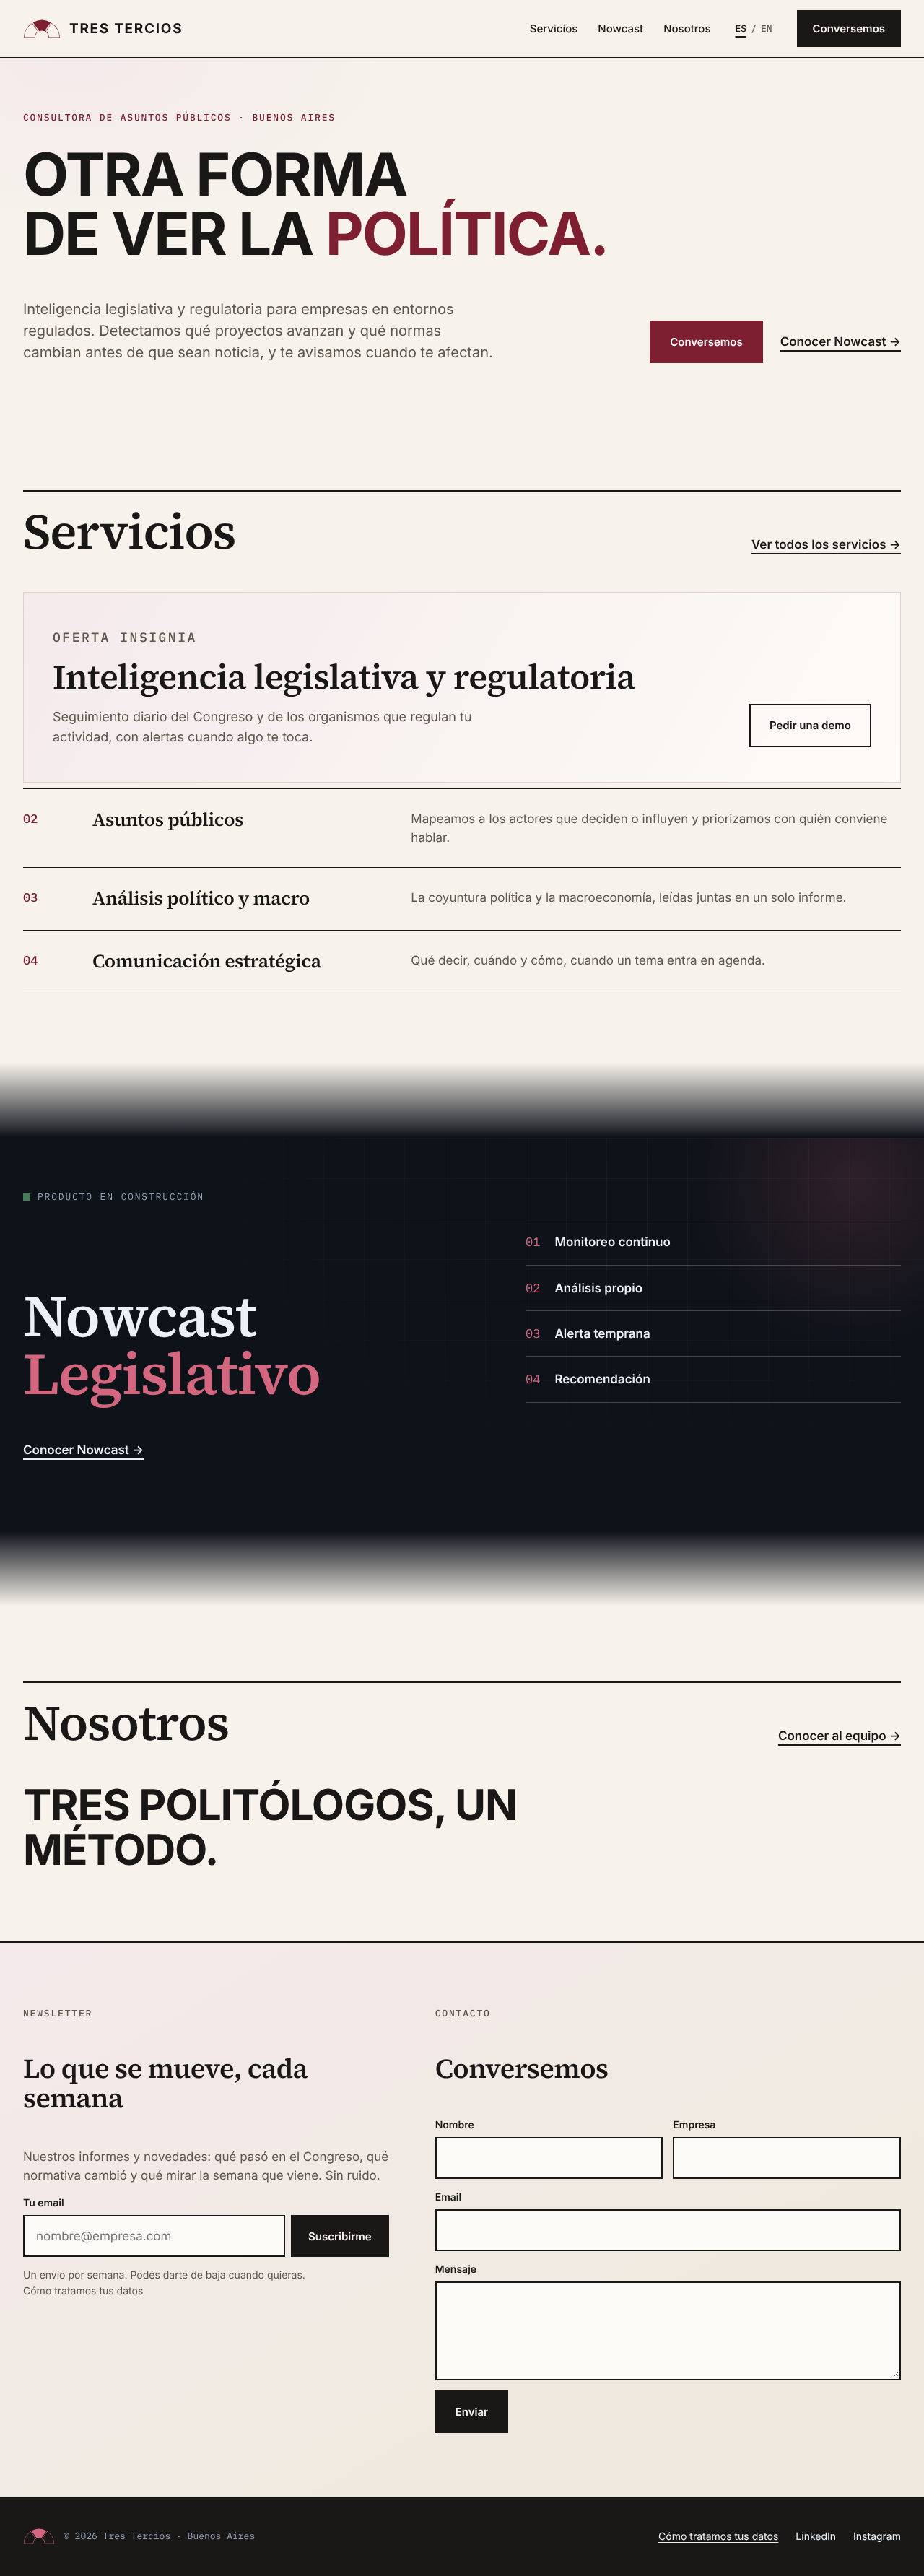 TRES TERCIOS
Servicios
Nowcast
Nosotros
ES / EN
Conversemos
CONSULTORA DE ASUNTOS PÚBLICOS · BUENOS AIRES
OTRA FORMA
DE VER LA POLÍTICA.
Inteligencia legislativa y regulatoria para empresas en entornos
regulados. Detectamos qué proyectos avanzan y qué normas
cambian antes de que sean noticia, y te avisamos cuando te afectan.
Conversemos
Conocer Nowcast →
Servicios
Ver todos los servicios →
OFERTA INSIGNIA
Inteligencia legislativa y regulatoria
Seguimiento diario del Congreso y de los organismos que regulan tu
actividad, con alertas cuando algo te toca.
Pedir una demo
02
Asuntos públicos
Mapeamos a los actores que deciden o influyen y priorizamos con quién conviene
hablar.
03
Análisis político y macro
La coyuntura política y la macroeconomía, leídas juntas en un solo informe.
04
Comunicación estratégica
Qué decir, cuándo y cómo, cuando un tema entra en agenda.
PRODUCTO EN CONSTRUCCIÓN
Nowcast
Legislativo
Conocer Nowcast →
01 Monitoreo continuo
02 Análisis propio
03 Alerta temprana
04 Recomendación
Nosotros
Conocer al equipo →
TRES POLITÓLOGOS, UN
MÉTODO.
NEWSLETTER
Lo que se mueve, cada
semana
Nuestros informes y novedades: qué pasó en el Congreso, qué
normativa cambió y qué mirar la semana que viene. Sin ruido.
Tu email
nombre@empresa.com
Suscribirme
Un envío por semana. Podés darte de baja cuando quieras.
Cómo tratamos tus datos
CONTACTO
Conversemos
Nombre
Empresa
Email
Mensaje
Enviar
© 2026 Tres Tercios · Buenos Aires
Cómo tratamos tus datos
LinkedIn
Instagram